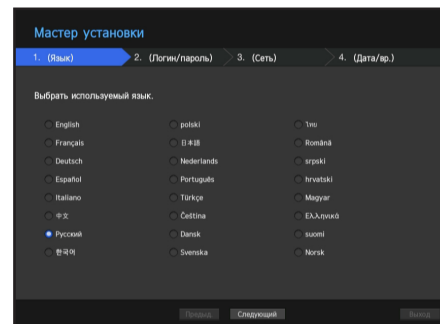 Мастер установки
1. (Язык) 2. (Логин/пароль) 3. (Сеть) 4. (Дата/вр.)
Выбрать используемый язык.
English polski ไทย
Français 日本語 Română
Deutsch Nederlands srpski
Español Português hrvatski
Italiano Türkçe Magyar
中文 Čeština Ελληνικά
Русский Dansk suomi
한국어 Svenska Norsk
Предыд. Следующий Выход